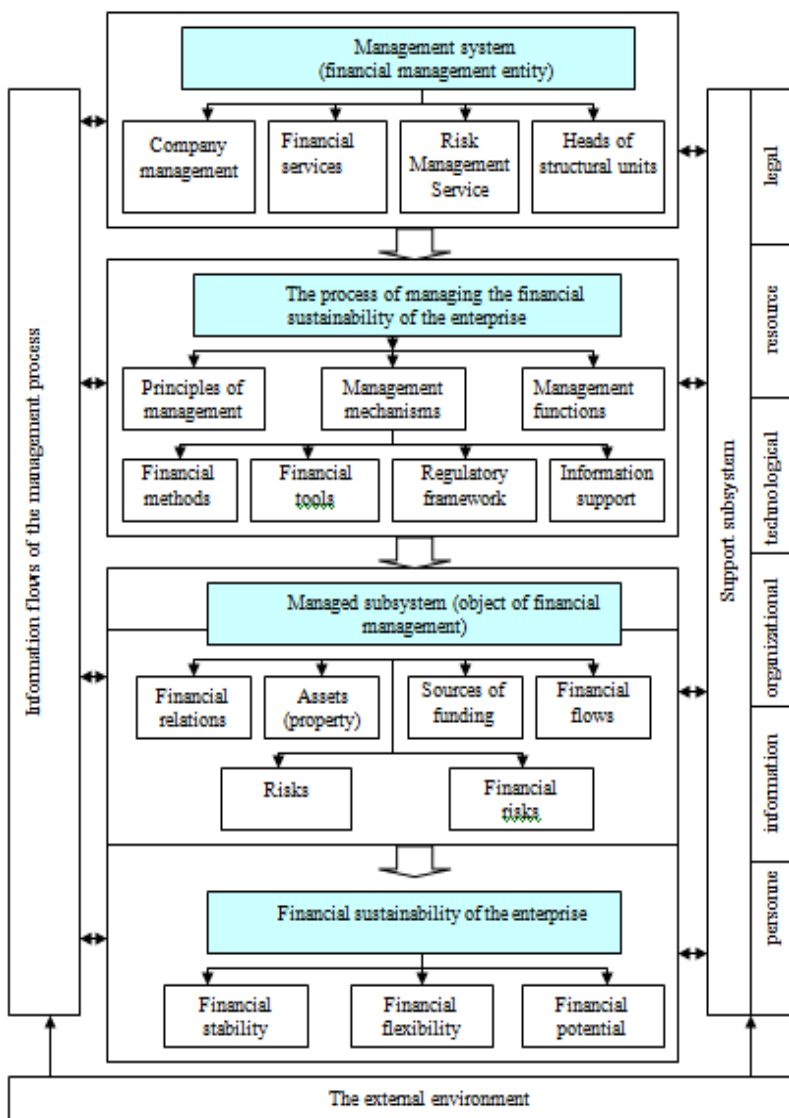 Management system
(financial management entity)
Company
management
Financial
services
Risk
Management
Service
Heads of
structural units
The process of managing the financial
sustainability of the enterprise
Principles of
management
Management
mechanisms
Management
functions
Financial
methods
Financial
tools
Regulatory
framework
Information
support
Managed subsystem (object of financial
management)
Financial
relations
Assets
(property)
Sources of
funding
Financial
flows
Risks
Financial
risks
Financial sustainability of the enterprise
Financial
stability
Financial
flexibility
Financial
potential
Information flows of the management process
Support subsystem
legal
resource
technological
organizational
information
personne
The external environment